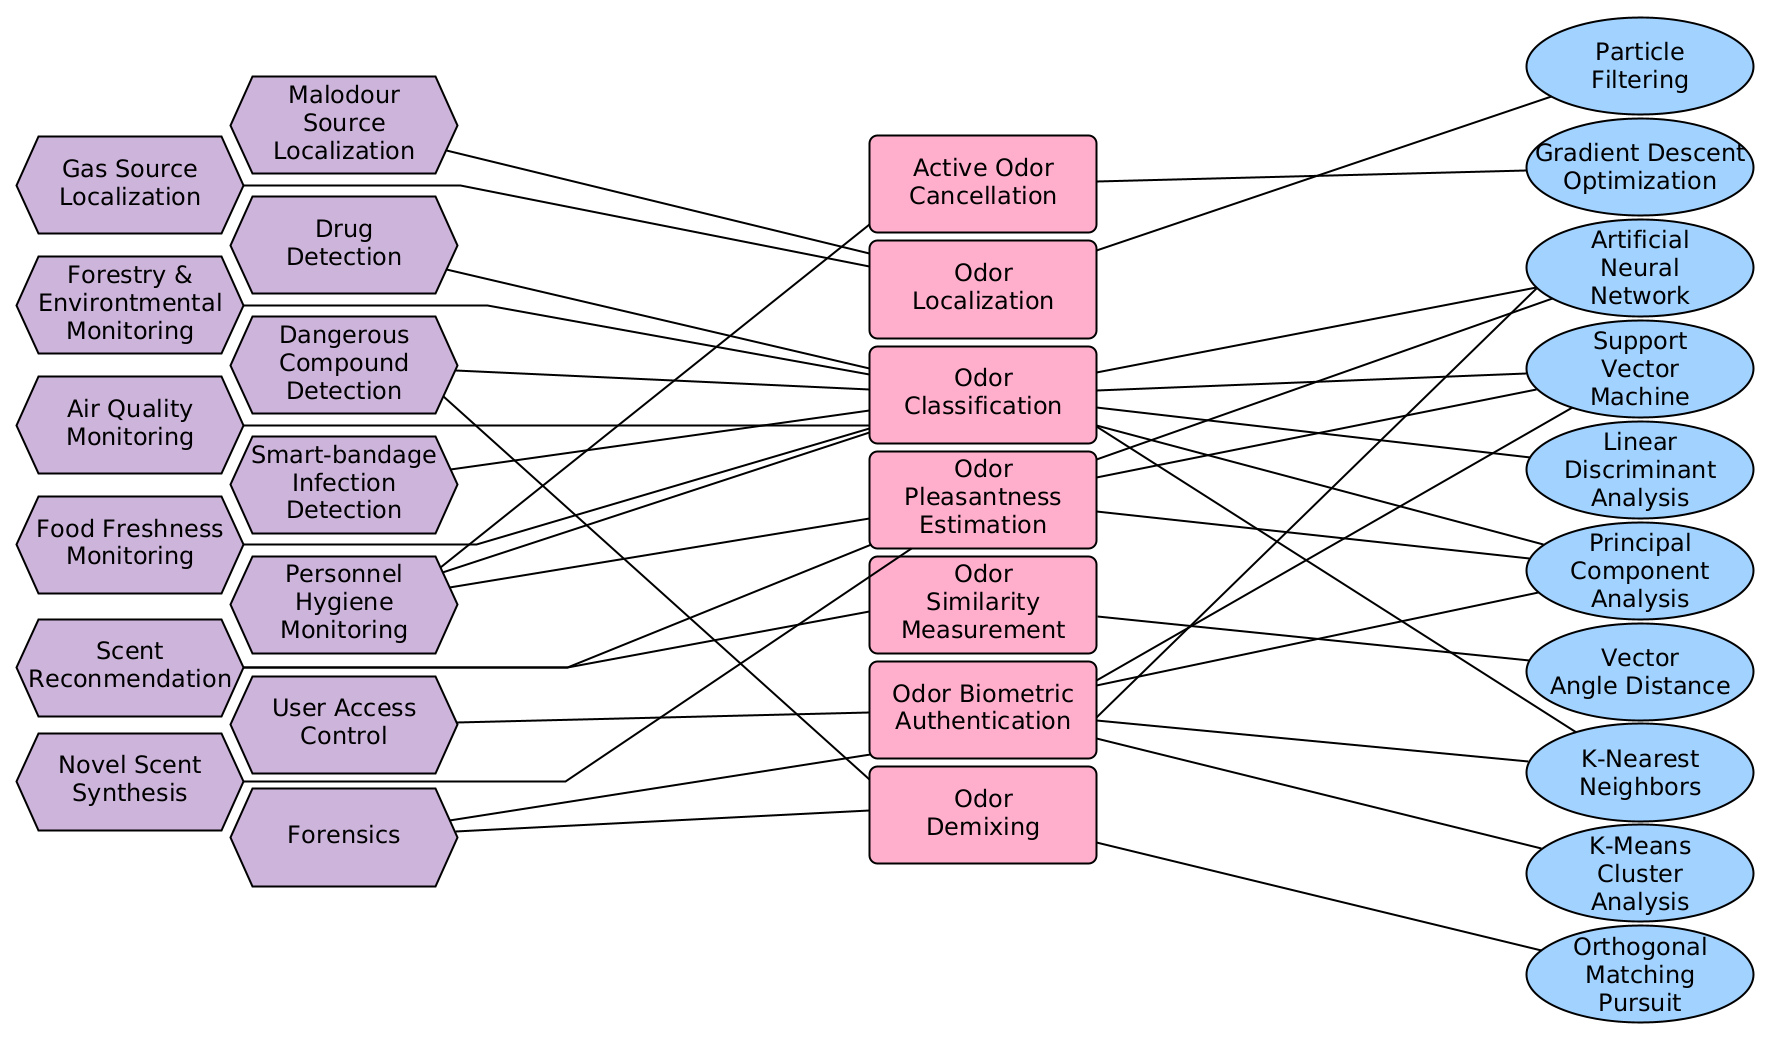 Malodour
Source
Localization
Gas Source
Localization
Drug
Detection
Forestry &
Environtmental
Monitoring
Dangerous
Compound
Detection
Air Quality
Monitoring
Smart-bandage
Infection
Detection
Food Freshness
Monitoring
Personnel
Hygiene
Monitoring
Scent
Reconmendation
User Access
Control
Novel Scent
Synthesis
Forensics
Active Odor
Cancellation
Odor
Localization
Odor
Classification
Odor
Pleasantness
Estimation
Odor
Similarity
Measurement
Odor Biometric
Authentication
Odor
Demixing
Particle
Filtering
Gradient Descent
Optimization
Artificial
Neural
Network
Support
Vector
Machine
Linear
Discriminant
Analysis
Principal
Component
Analysis
Vector
Angle Distance
K-Nearest
Neighbors
K-Means
Cluster
Analysis
Orthogonal
Matching
Pursuit